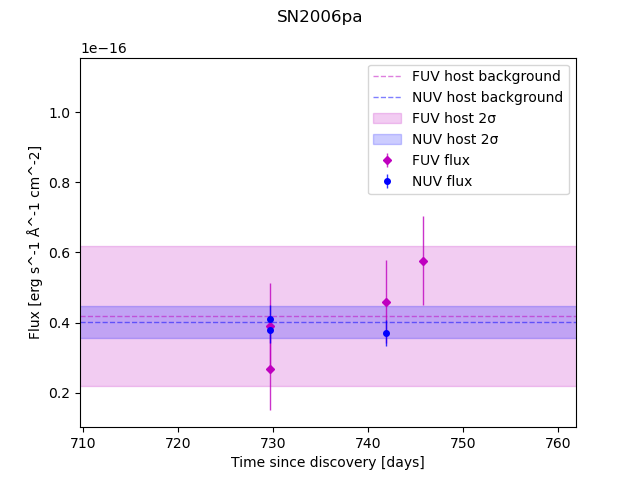 SN2006pa
1e−16
FUV host background
NUV host background
FUV host 2σ
NUV host 2σ
FUV flux
NUV flux
1.0
0.8
0.6
0.4
0.2
Flux [erg s^-1 Å^-1 cm^-2]
710 720 730 740 750 760
Time since discovery [days]